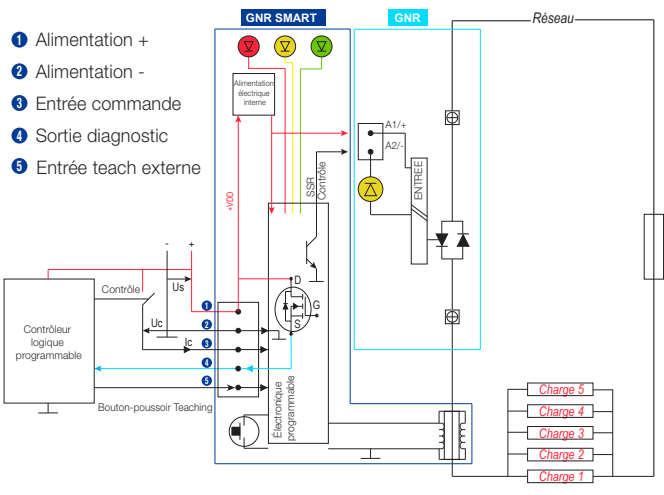 GNR SMART
GNR
Réseau
1 Alimentation +
2 Alimentation -
3 Entrée commande
4 Sortie diagnostic
5 Entrée teach externe
Alimentation
électrique
interne
A1/+
A2/-
ENTREE
SSR
Contrôle
+VDD
- +
Us
Contrôle
Uc
Ic
1
2
3
4
5
D
G
S
Contrôleur
logique
programmable
Bouton-poussoir Teaching
Électronique
programmable
Charge 5
Charge 4
Charge 3
Charge 2
Charge 1